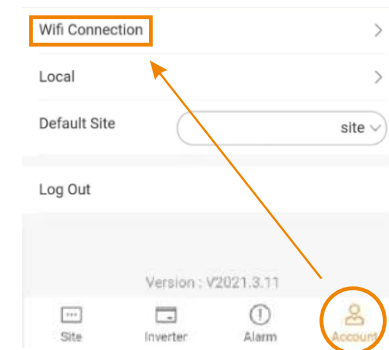 Wifi Connection
Local
Default Site site
Log Out
Version : V2021.3.11
Site Inverter Alarm Account